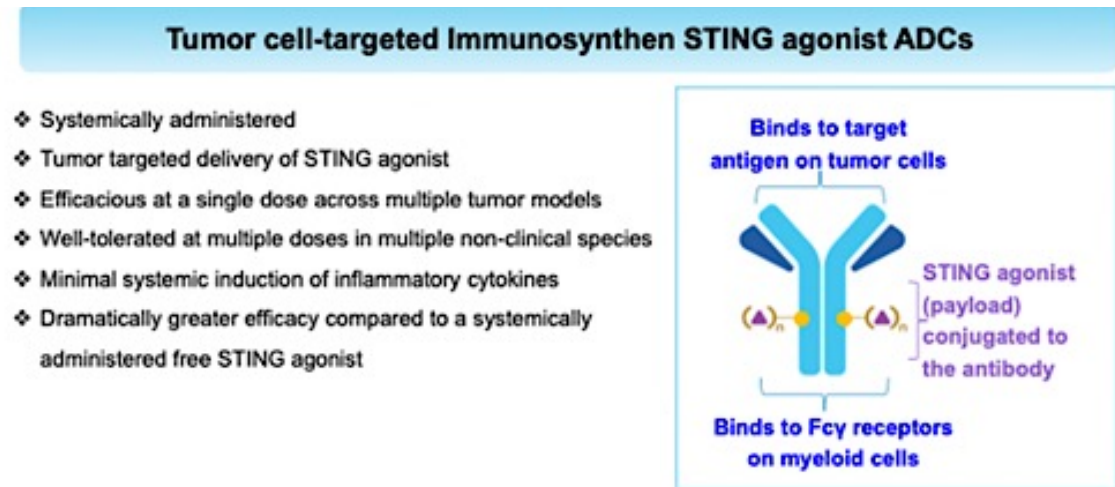 Tumor cell-targeted Immunosynthen STING agonist ADCs
❖ Systemically administered
❖ Tumor targeted delivery of STING agonist
❖ Efficacious at a single dose across multiple tumor models
❖ Well-tolerated at multiple doses in multiple non-clinical species
❖ Minimal systemic induction of inflammatory cytokines
❖ Dramatically greater efficacy compared to a systemically
administered free STING agonist
Binds to target
antigen on tumor cells
STING agonist
(payload)
conjugated to
the antibody
( )n
( )n
Binds to Fcγ receptors
on myeloid cells